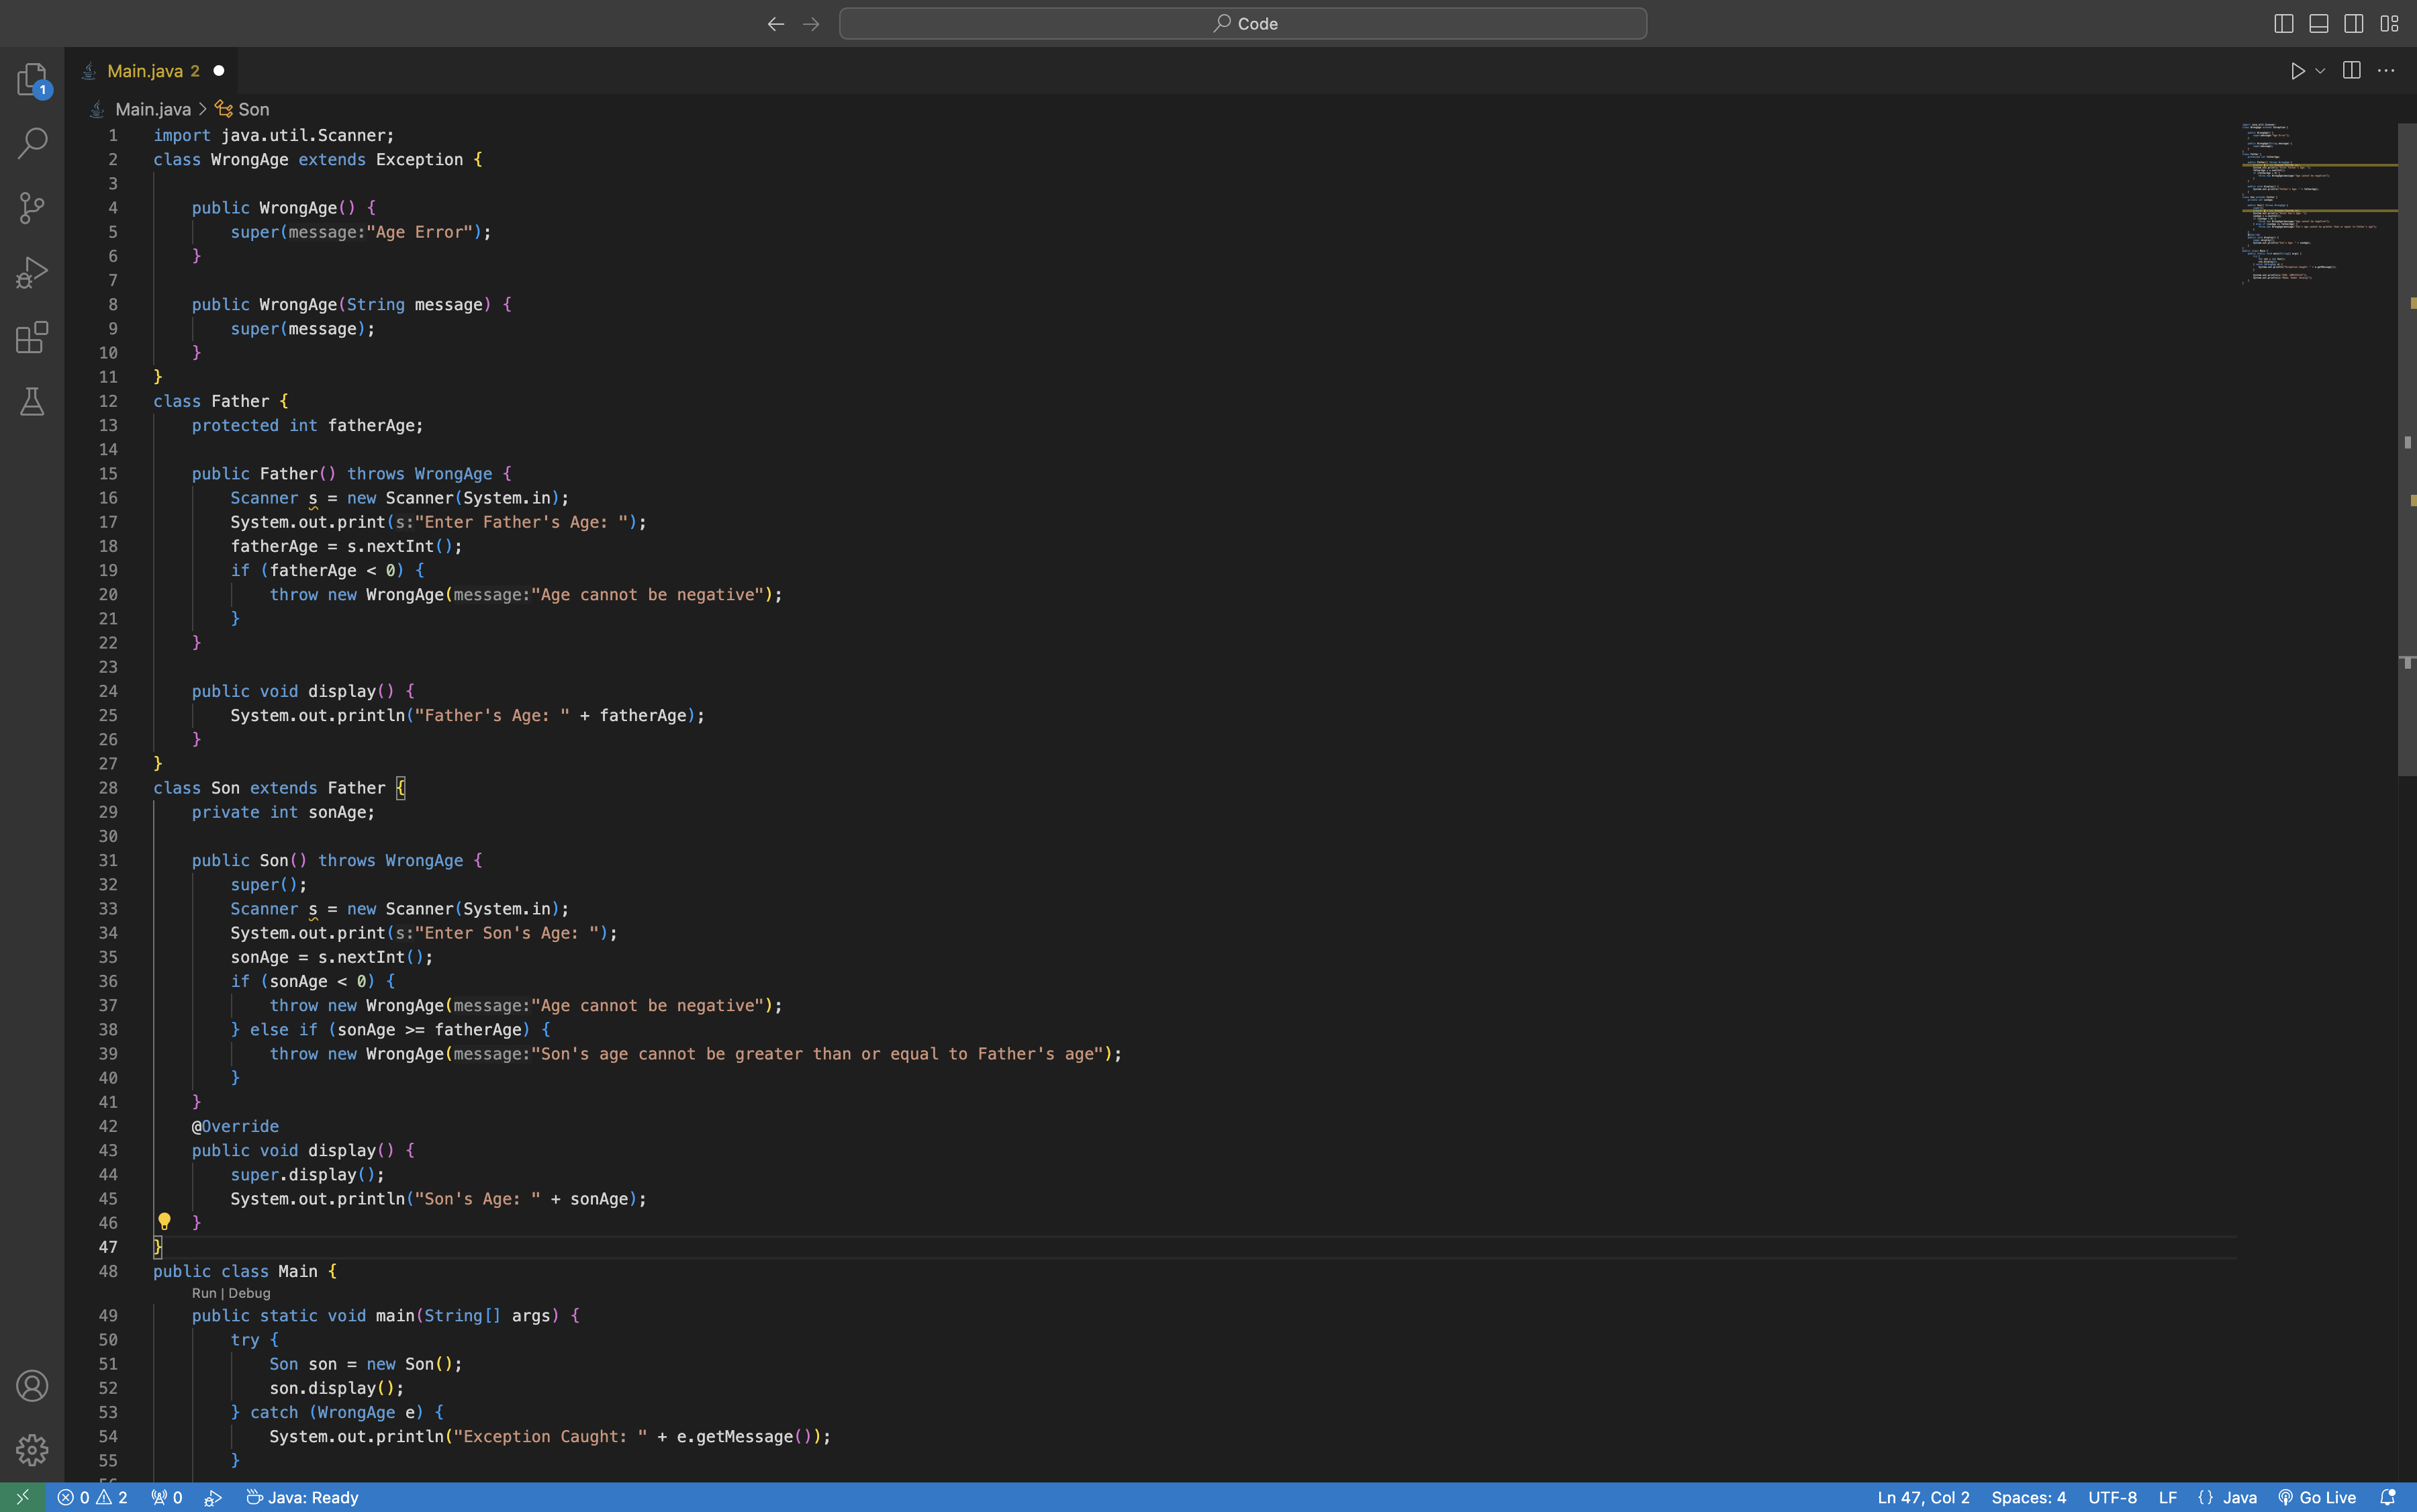 Code
Main.java 2
1
Main.java > Son
1 import java.util.Scanner;
2 class WrongAge extends Exception {
3
4 public WrongAge() {
5 super(message:"Age Error");
6 }
7
8 public WrongAge(String message) {
9 super(message);
10 }
11 }
12 class Father {
13 protected int fatherAge;
14
15 public Father() throws WrongAge {
16 Scanner s = new Scanner(System.in);
17 System.out.print(s:"Enter Father's Age: ");
18 fatherAge = s.nextInt();
19 if (fatherAge < 0) {
20 throw new WrongAge(message:"Age cannot be negative");
21 }
22 }
23
24 public void display() {
25 System.out.println("Father's Age: " + fatherAge);
26 }
27 }
28 class Son extends Father {
29 private int sonAge;
30
31 public Son() throws WrongAge {
32 super();
33 Scanner s = new Scanner(System.in);
34 System.out.print(s:"Enter Son's Age: ");
35 sonAge = s.nextInt();
36 if (sonAge < 0) {
37 throw new WrongAge(message:"Age cannot be negative");
38 } else if (sonAge >= fatherAge) {
39 throw new WrongAge(message:"Son's age cannot be greater than or equal to Father's age");
40 }
41 }
42 @Override
43 public void display() {
44 super.display();
45 System.out.println("Son's Age: " + sonAge);
46 }
47 }
48 public class Main {
Run | Debug
49 public static void main(String[] args) {
50 try {
51 Son son = new Son();
52 son.display();
53 } catch (WrongAge e) {
54 System.out.println("Exception Caught: " + e.getMessage());
55 }
0 2 0 Java: Ready Ln 47, Col 2 Spaces: 4 UTF-8 LF {} Java Go Live